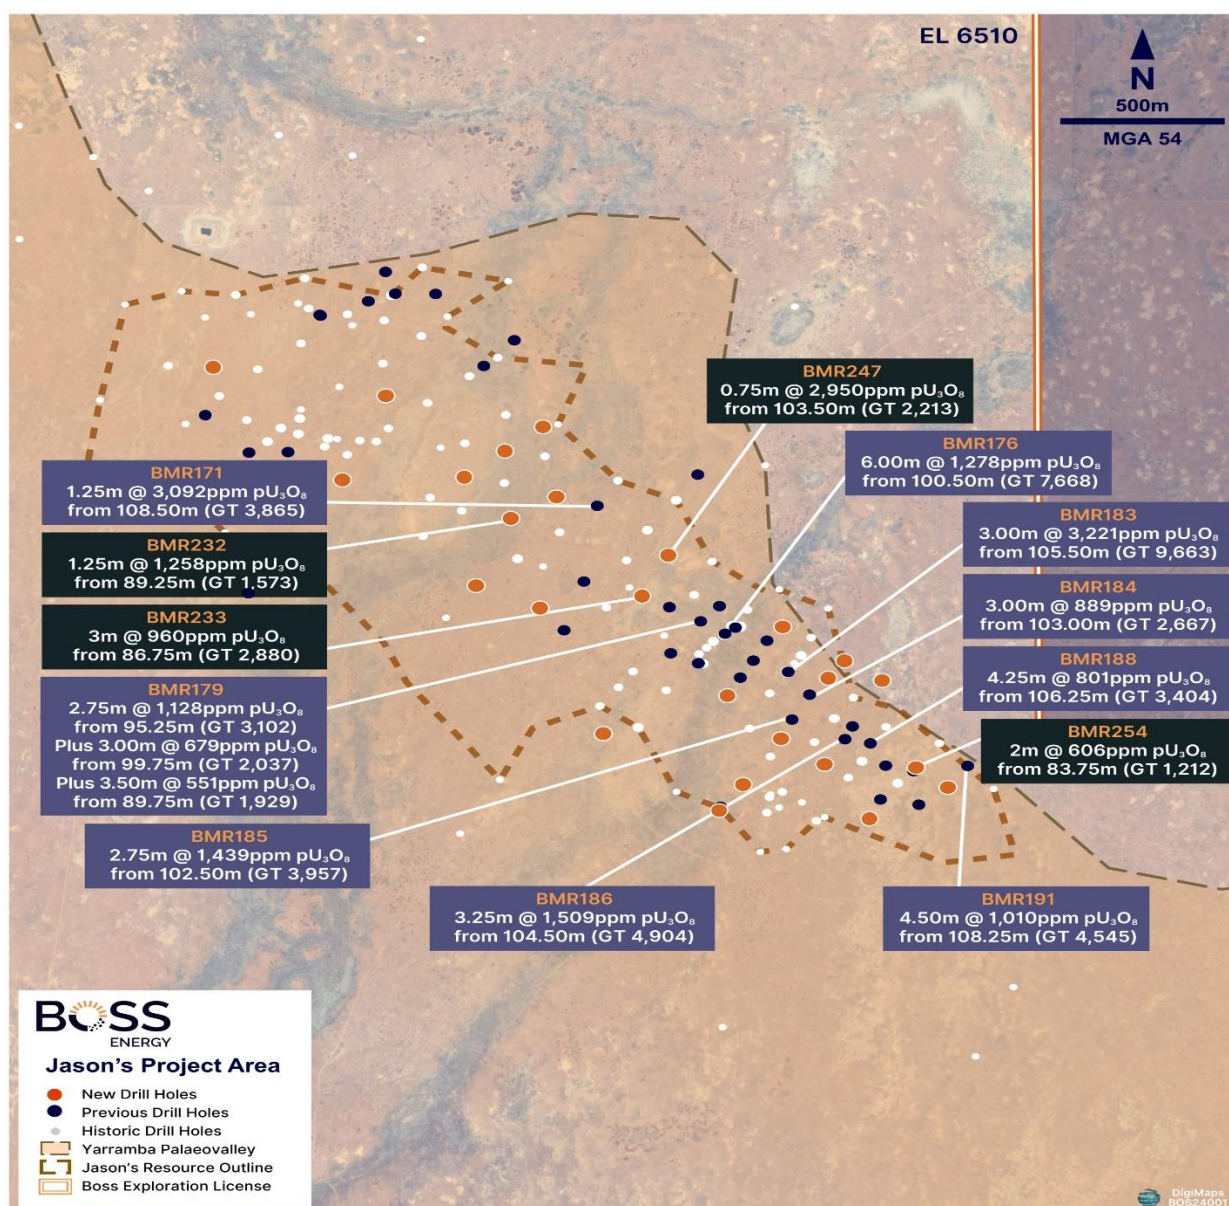 EL 6510
N
500m
MGA 54
BMR247
0.75m @ 2,950ppm pU₃O₈
from 103.50m (GT 2,213)
BMR176
6.00m @ 1,278ppm pU₃O₈
from 100.50m (GT 7,668)
BMR171
1.25m @ 3,092ppm pU₃O₈
from 108.50m (GT 3,865)
BMR183
3.00m @ 3,221ppm pU₃O₈
from 105.50m (GT 9,663)
BMR232
1.25m @ 1,258ppm pU₃O₈
from 89.25m (GT 1,573)
BMR184
3.00m @ 889ppm pU₃O₈
from 103.00m (GT 2,667)
BMR233
3m @ 960ppm pU₃O₈
from 86.75m (GT 2,880)
BMR188
4.25m @ 801ppm pU₃O₈
from 106.25m (GT 3,404)
BMR179
2.75m @ 1,128ppm pU₃O₈
from 95.25m (GT 3,102)
Plus 3.00m @ 679ppm pU₃O₈
from 99.75m (GT 2,037)
Plus 3.50m @ 551ppm pU₃O₈
from 89.75m (GT 1,929)
BMR254
2m @ 606ppm pU₃O₈
from 83.75m (GT 1,212)
BMR185
2.75m @ 1,439ppm pU₃O₈
from 102.50m (GT 3,957)
BMR186
3.25m @ 1,509ppm pU₃O₈
from 104.50m (GT 4,904)
BMR191
4.50m @ 1,010ppm pU₃O₈
from 108.25m (GT 4,545)
BOSS
ENERGY
Jason's Project Area
New Drill Holes
Previous Drill Holes
Historic Drill Holes
Yarramba Palaeovalley
Jason's Resource Outline
Boss Exploration License
DigiMaps
BOS24001